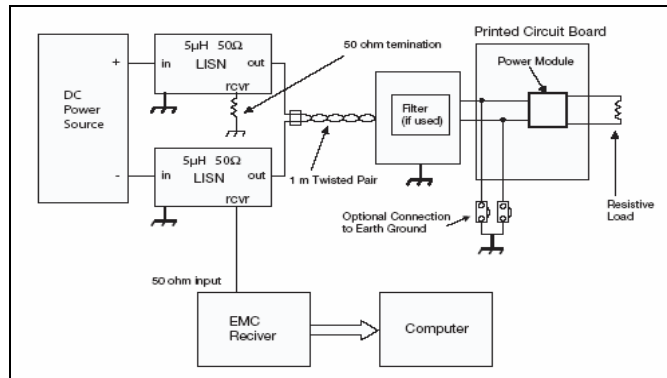 Printed Circuit Board
5µH 50Ω
LISN
in
out
rcvr
50 ohm temination
+
DC
Power
Source
-
Power Module
Filter
(if used)
5µH 50Ω
LISN
in
out
rcvr
1 m Twisted Pair
Optional Connection
to Earth Ground
Resistive
Load
50 ohm input
EMC
Reciver
Computer